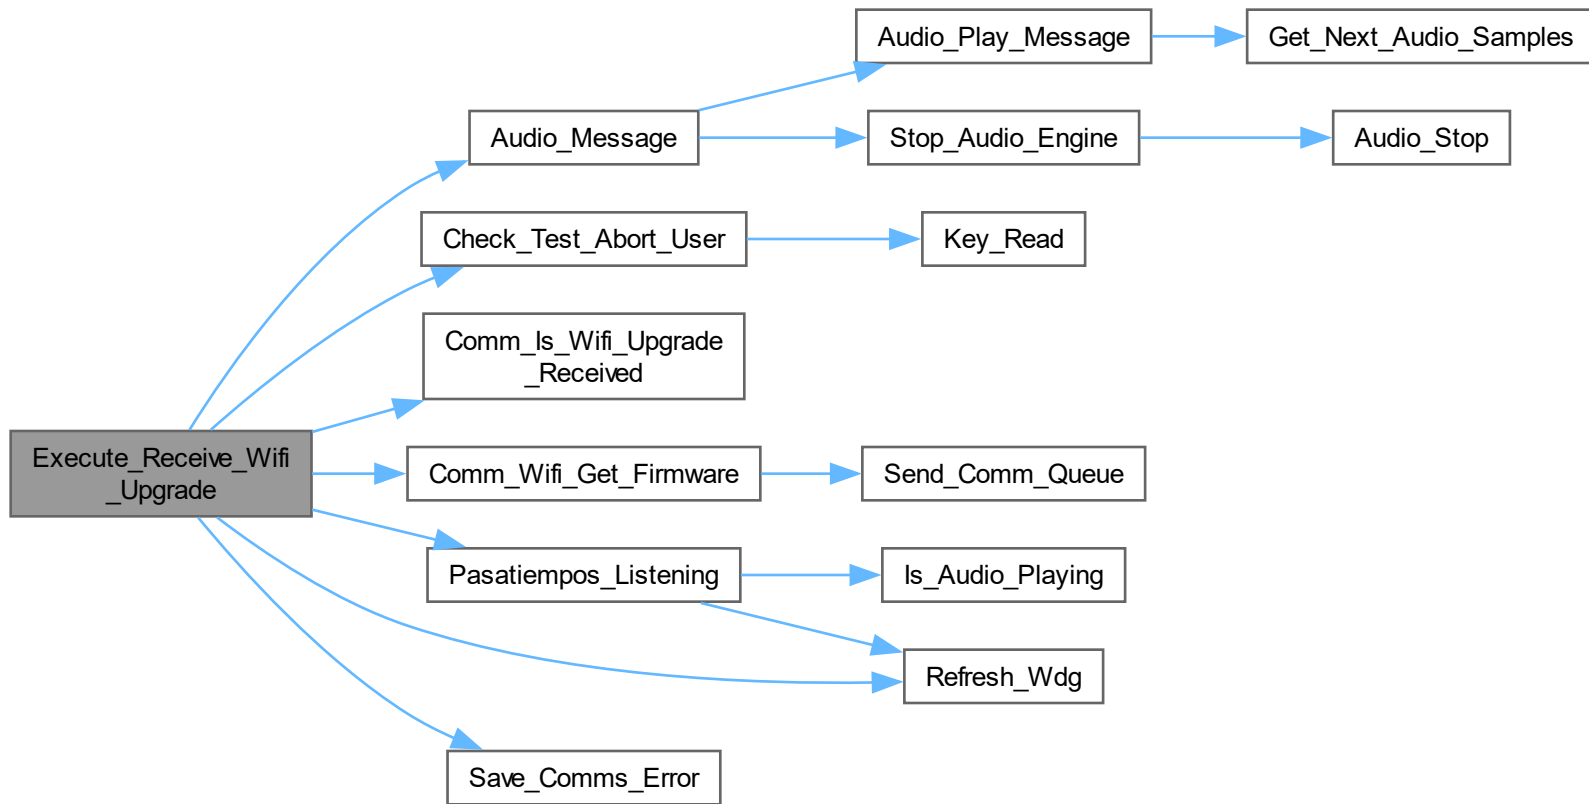 Audio_Play_Message
Get_Next_Audio_Samples
Audio_Message
Stop_Audio_Engine
Audio_Stop
Check_Test_Abort_User
Key_Read
Comm_Is_Wifi_Upgrade
_Received
Execute_Receive_Wifi
_Upgrade
Comm_Wifi_Get_Firmware
Send_Comm_Queue
Pasatiempos_Listening
Is_Audio_Playing
Refresh_Wdg
Save_Comms_Error